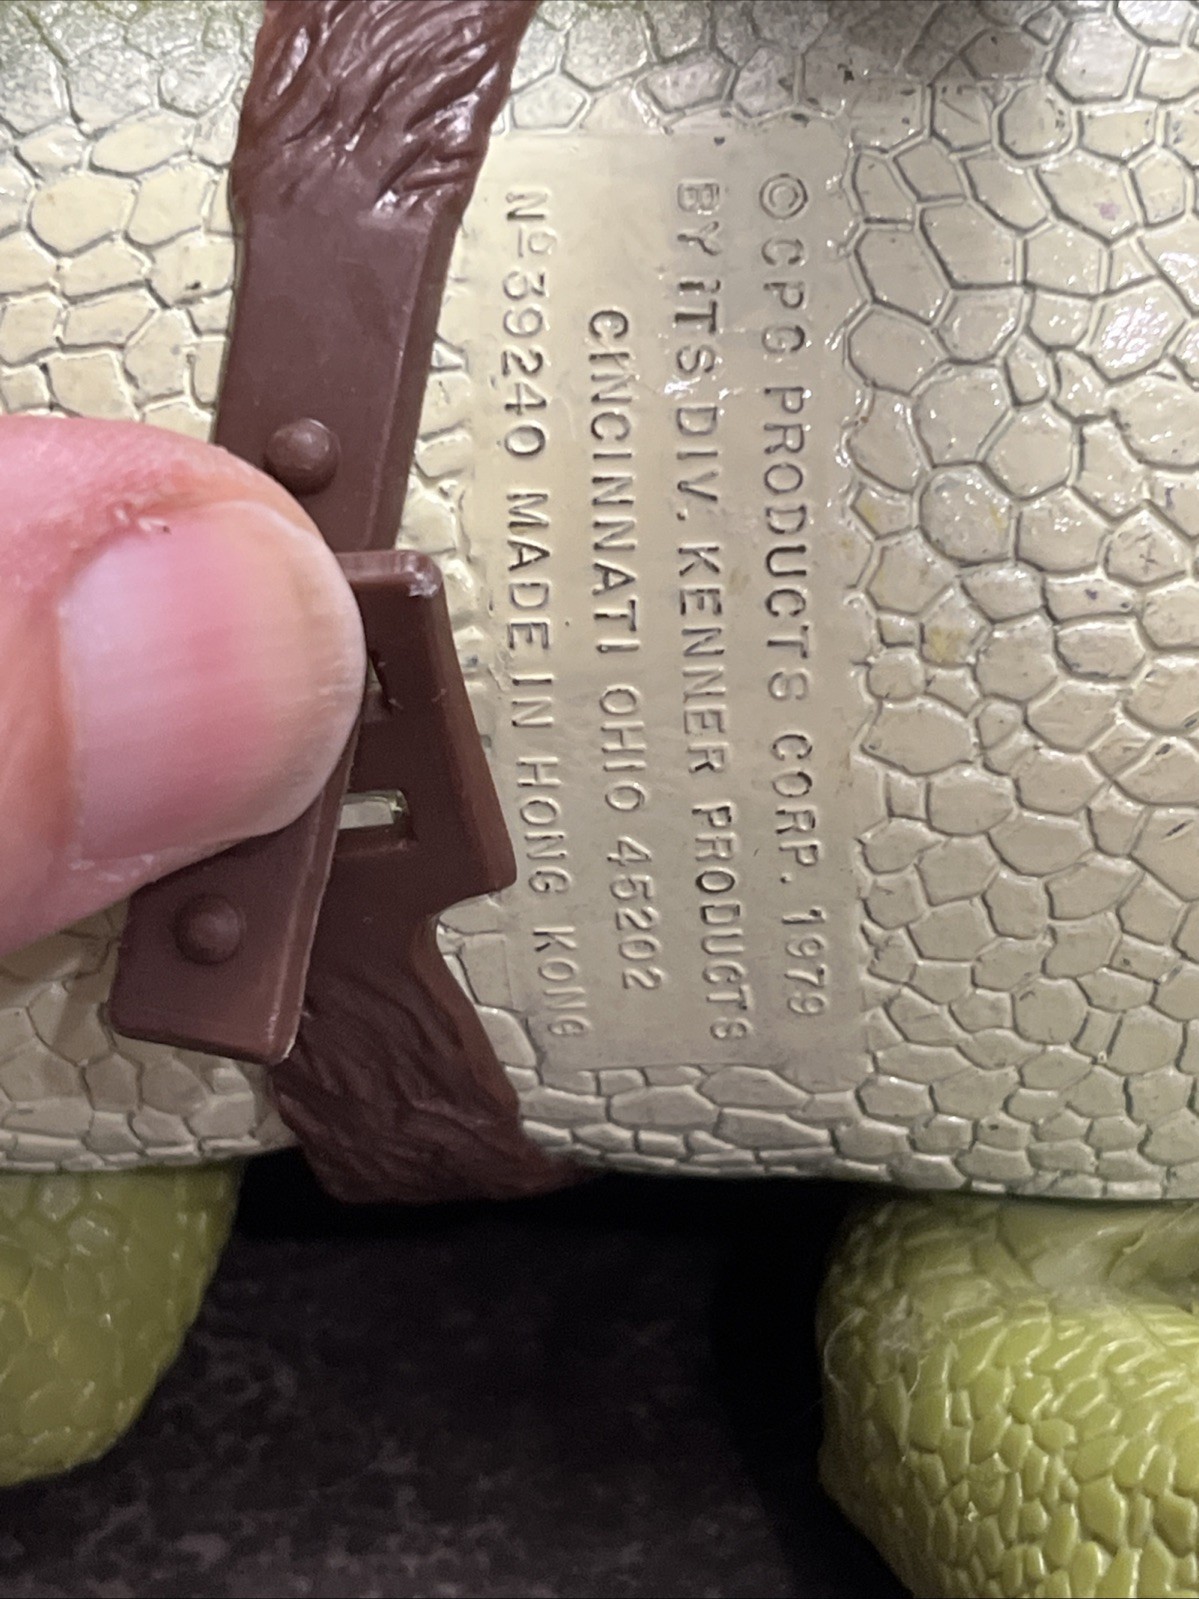 © CPG PRODUCTS CORP. 1979
BY ITS DIV. KENNER PRODUCTS
CINCINNATI OHIO 45202
Nº 39240 MADE IN HONG KONG